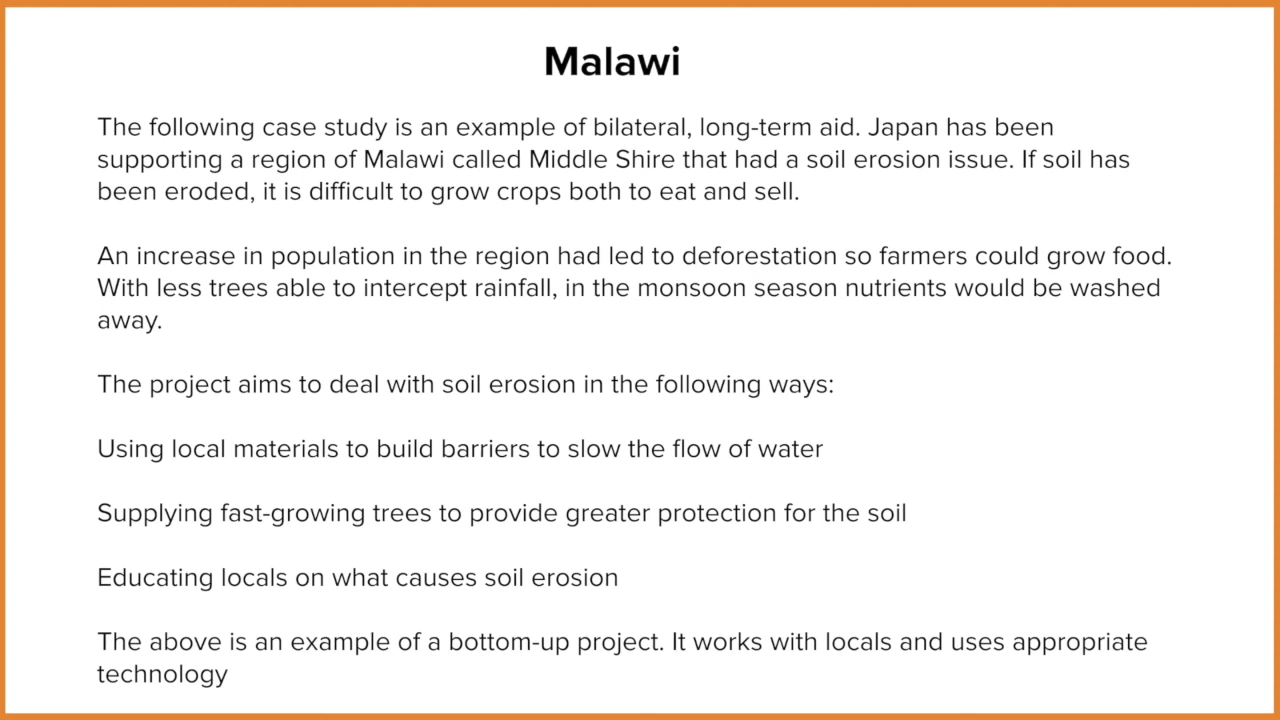 Malawi
The following case study is an example of bilateral, long-term aid. Japan has been
supporting a region of Malawi called Middle Shire that had a soil erosion issue. If soil has
been eroded, it is difficult to grow crops both to eat and sell.
An increase in population in the region had led to deforestation so farmers could grow food.
With less trees able to intercept rainfall, in the monsoon season nutrients would be washed
away.
The project aims to deal with soil erosion in the following ways:
Using local materials to build barriers to slow the flow of water
Supplying fast-growing trees to provide greater protection for the soil
Educating locals on what causes soil erosion
The above is an example of a bottom-up project. It works with locals and uses appropriate
technology